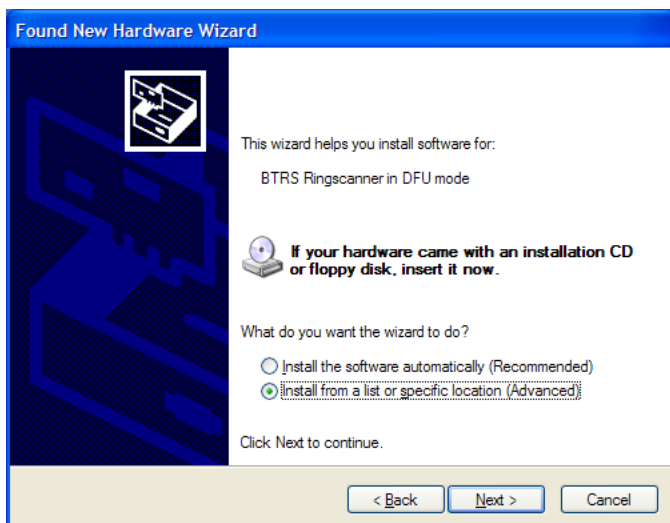 Found New Hardware Wizard
This wizard helps you install software for:
BTRS Ringscanner in DFU mode
If your hardware came with an installation CD
or floppy disk, insert it now.
What do you want the wizard to do?
Install the software automatically (Recommended)
Install from a list or specific location (Advanced)
Click Next to continue.
< Back Next > Cancel